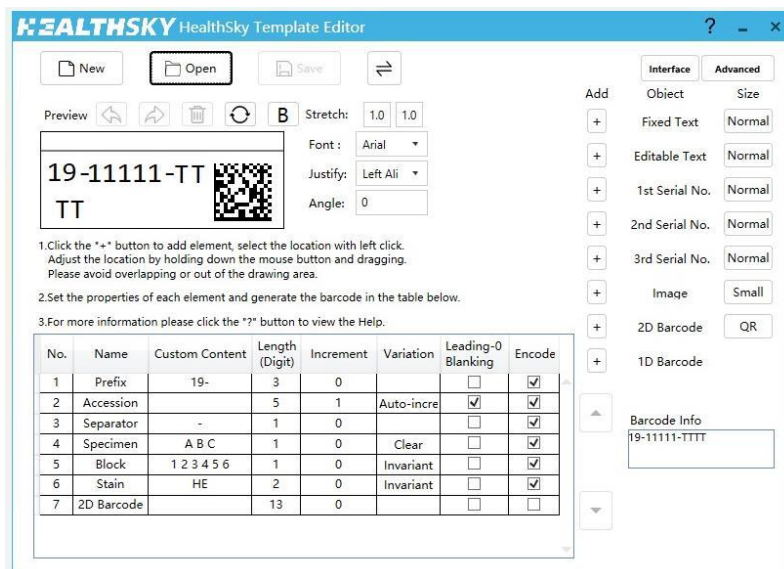 HEALTHSKY HealthSky Template Editor ?
New Open Save
Interface Advanced
Add Object Size
Preview B Stretch: 1.0 1.0
Font : Arial
Justify: Left Ali
Angle: 0
19-11111-TT
TT
+ Fixed Text Normal
+ Editable Text Normal
+ 1st Serial No. Normal
+ 2nd Serial No. Normal
+ 3rd Serial No. Normal
+ Image Small
+ 2D Barcode QR
+ 1D Barcode
1.Click the "+" button to add element, select the location with left click.
Adjust the location by holding down the mouse button and dragging.
Please avoid overlapping or out of the drawing area.
2.Set the properties of each element and generate the barcode in the table below.
3.For more information please click the "?" button to view the Help.
No. Name Custom Content Length (Digit) Increment Variation Leading-0 Blanking Encode
1 Prefix 19- 3 0
2 Accession 5 1 Auto-incre
3 Separator - 1 0
4 Specimen A B C 1 0 Clear
5 Block 1 2 3 4 5 6 1 0 Invariant
6 Stain HE 2 0 Invariant
7 2D Barcode 13 0
Barcode Info
19-11111-TTTT